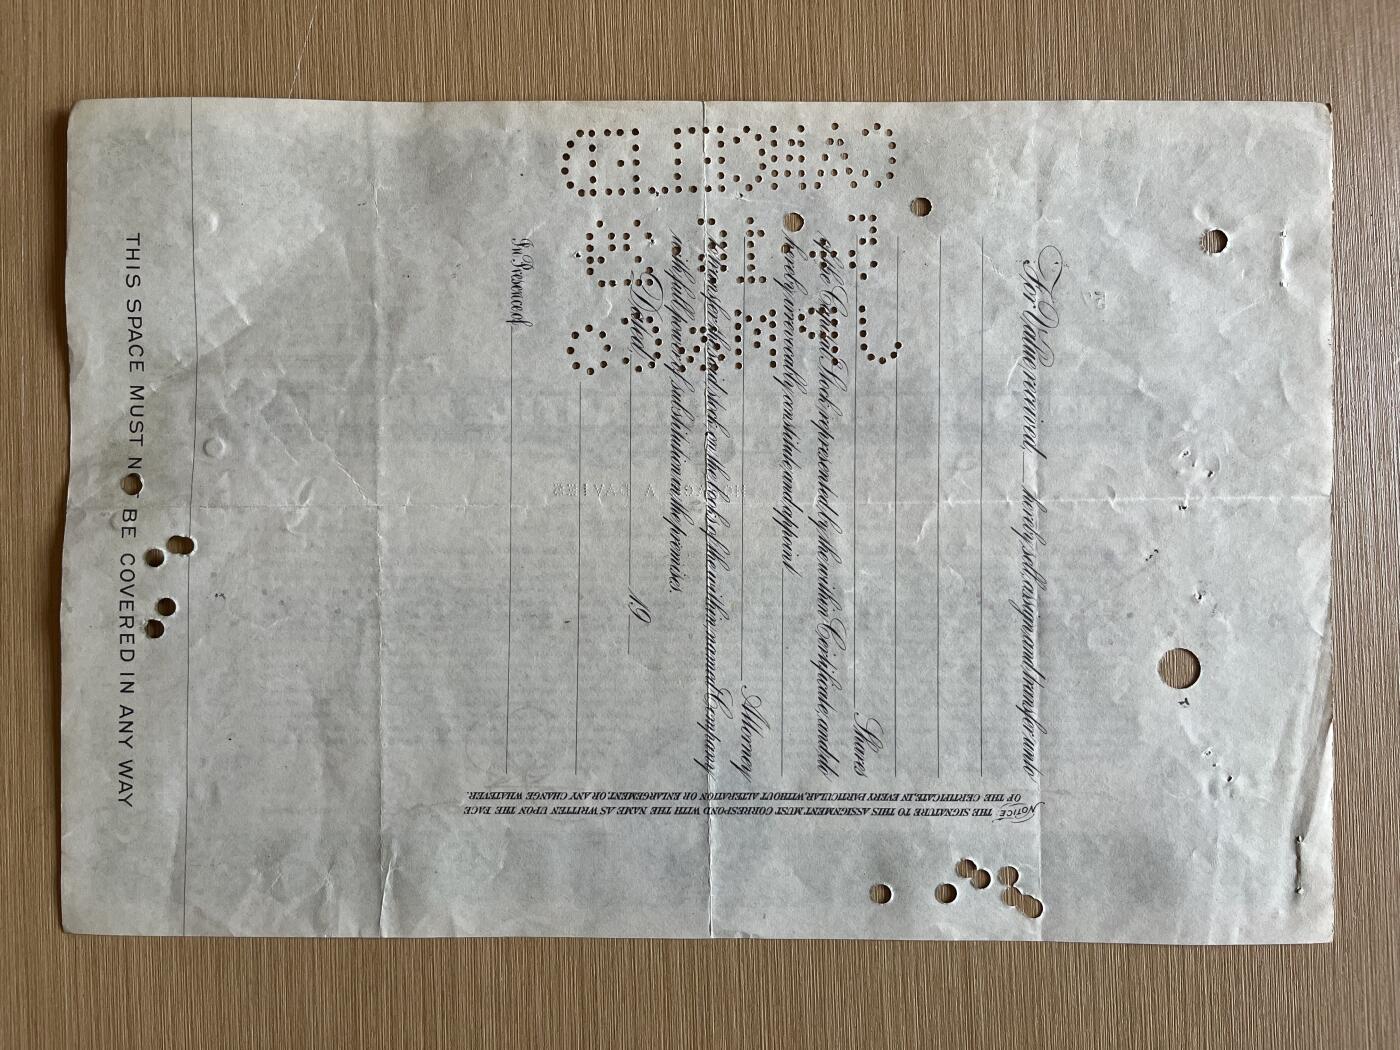 For Value received, hereby sell, assign and transfer unto
Shares
of the Capital Stock represented by the within Certificate, and do
hereby irrevocably constitute and appoint
Attorney
to transfer the said stock on the books of the within named Company
with full power of substitution in the premises.
Dated 19
In Presence of
NOTICE. THE SIGNATURE TO THIS ASSIGNMENT MUST CORRESPOND WITH THE NAME AS WRITTEN UPON THE FACE
OF THE CERTIFICATE, IN EVERY PARTICULAR, WITHOUT ALTERATION OR ENLARGEMENT, OR ANY CHANGE WHATEVER.
THIS SPACE MUST NOT BE COVERED IN ANY WAY
CANCELLED